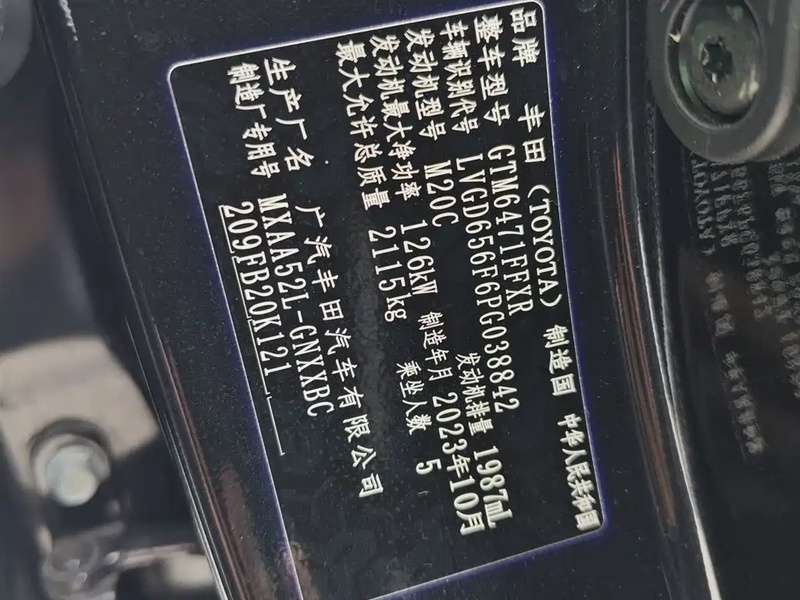 品牌 丰田(TOYOTA) 制造国 中华人民共和国
整车型号 GTM6471FFXR
车辆识别代号 LVGD656F6PG038842
发动机型号 M20C 发动机排量 1987mL
发动机最大净功率 126kW 制造年月 2023年10月
最大允许总质量 2115kg 乘坐人数 5
生产厂名 广汽丰田汽车有限公司
制造厂专用号 MXAA52L-GNXXBC
209FB20K121